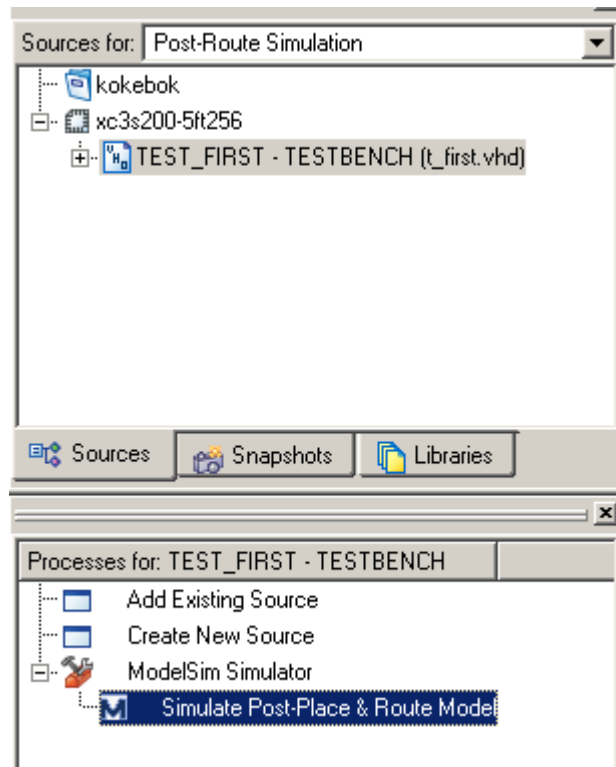 Sources for: Post-Route Simulation
kokebok
xc3s200-5ft256
TEST_FIRST - TESTBENCH (t_first.vhd)
Sources Snapshots Libraries
Processes for: TEST_FIRST - TESTBENCH
Add Existing Source
Create New Source
ModelSim Simulator
Simulate Post-Place & Route Model